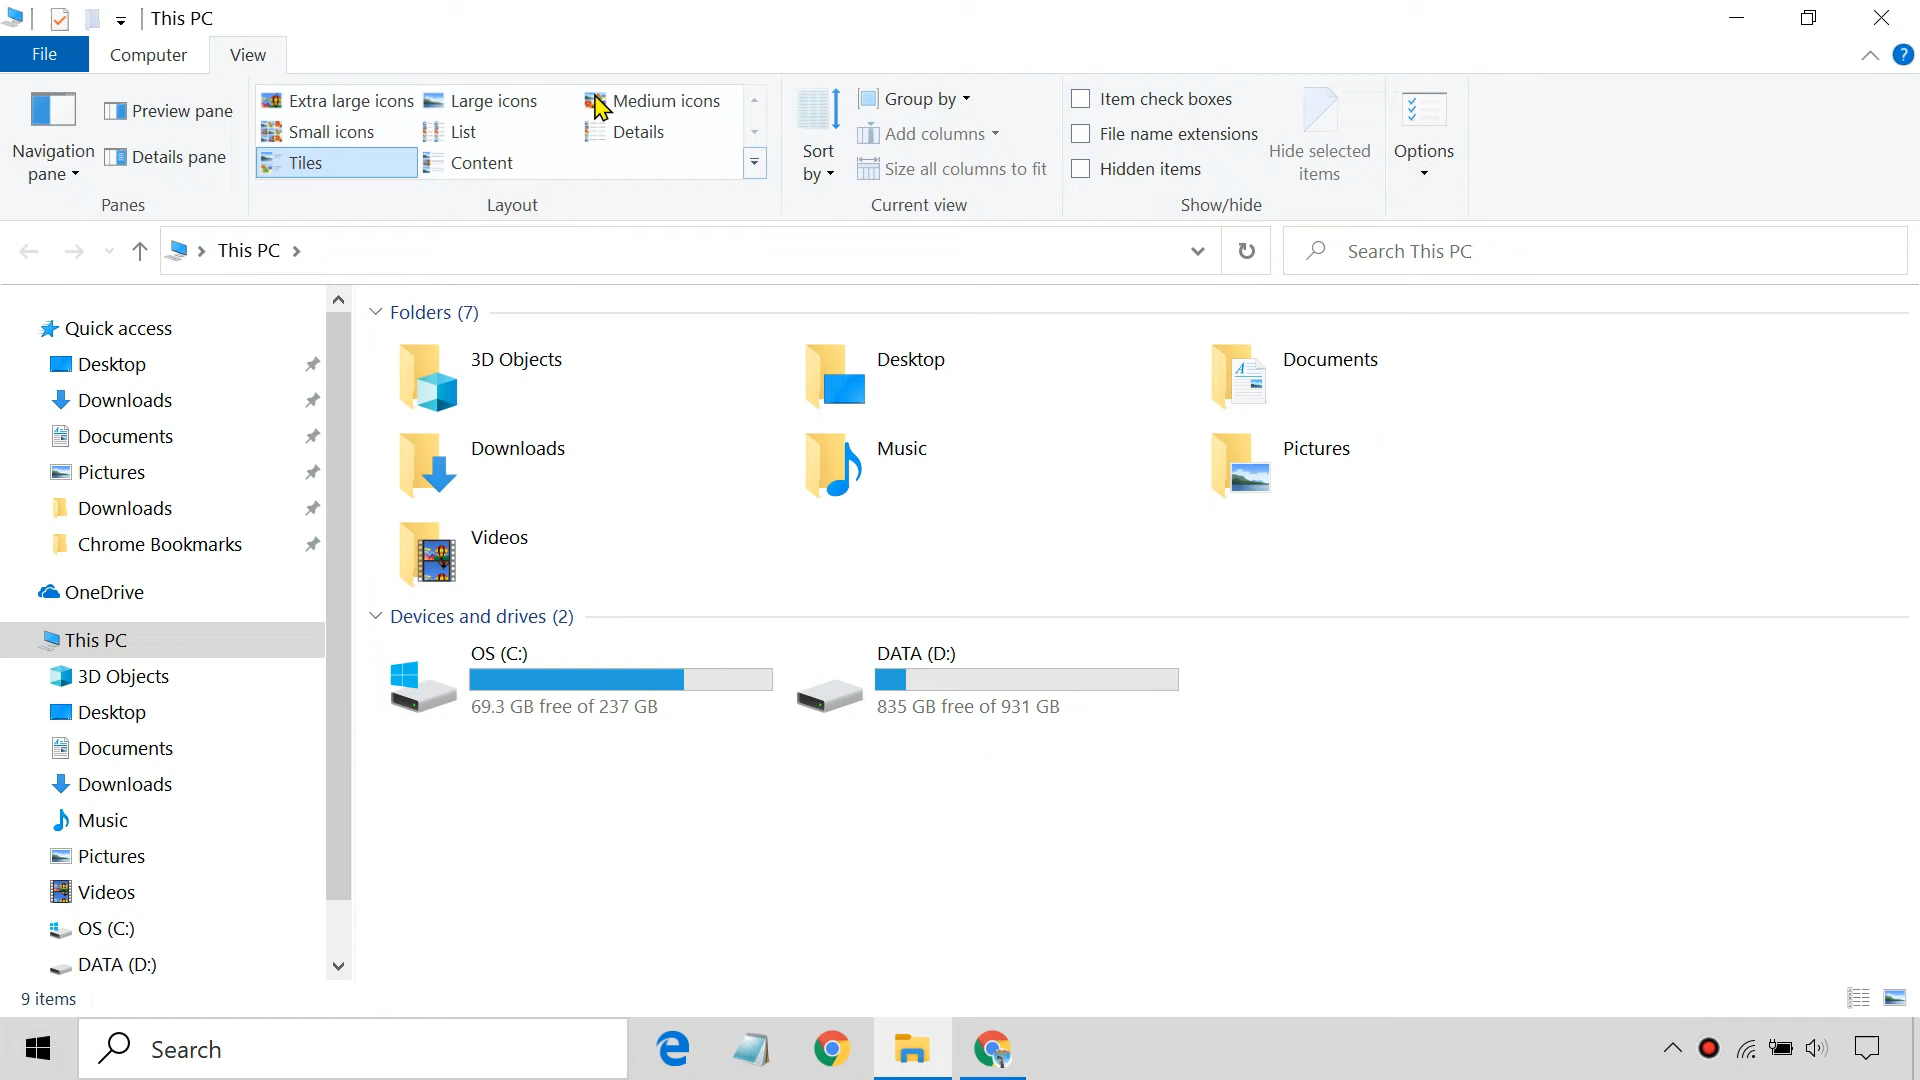 This PC
File Computer View
Navigation pane
Preview pane
Details pane
Panes
Extra large icons Large icons Medium icons
Small icons List Details
Tiles Content
Layout
Sort by
Group by
Add columns
Size all columns to fit
Current view
Item check boxes
File name extensions
Hidden items
Hide selected items
Show/hide
Options
?
This PC
Search This PC
Quick access
Desktop
Downloads
Documents
Pictures
Downloads
Chrome Bookmarks
OneDrive
This PC
3D Objects
Desktop
Documents
Downloads
Music
Pictures
Videos
OS (C:)
DATA (D:)
Folders (7)
3D Objects Desktop Documents
Downloads Music Pictures
Videos
Devices and drives (2)
OS (C:)
69.3 GB free of 237 GB
DATA (D:)
835 GB free of 931 GB
9 items
Search